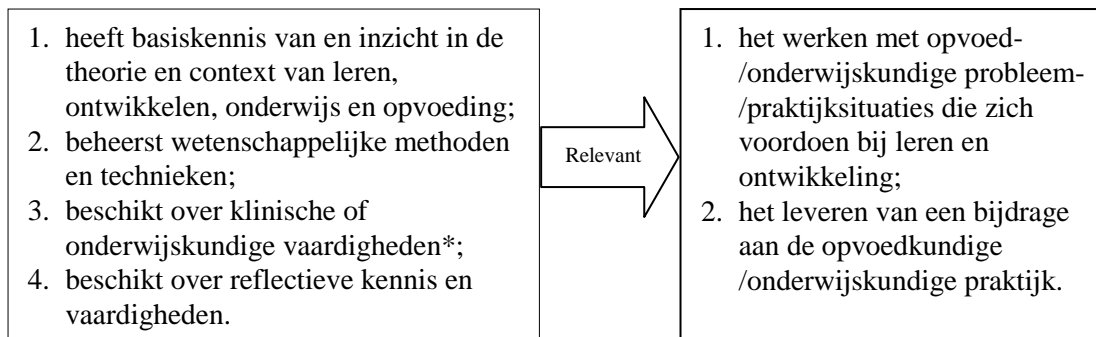 1. heeft basiskennis van en inzicht in de
theorie en context van leren,
ontwikkelen, onderwijs en opvoeding;
2. beheerst wetenschappelijke methoden
en technieken;
3. beschikt over klinische of
onderwijskundige vaardigheden*;
4. beschikt over reflectieve kennis en
vaardigheden.
Relevant
1. het werken met opvoed-
/onderwijskundige probleem-
/praktijksituaties die zich
voordoen bij leren en
ontwikkeling;
2. het leveren van een bijdrage
aan de opvoedkundige
/onderwijskundige praktijk.